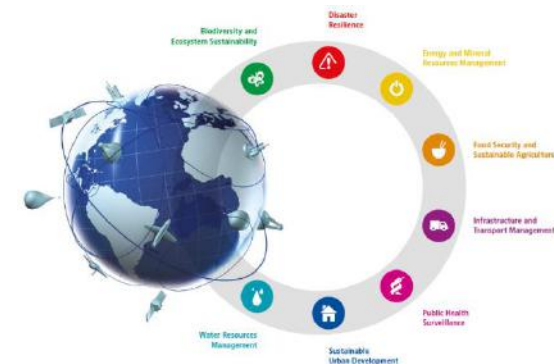 Biodiversity and
Ecosystem Sustainability
Disaster
Resilience
Energy and Mineral
Resources Management
Food Security and
Sustainable Agriculture
Infrastructure and
Transport Management
Public Health
Surveillance
Sustainable
Urban Development
Water Resources
Management